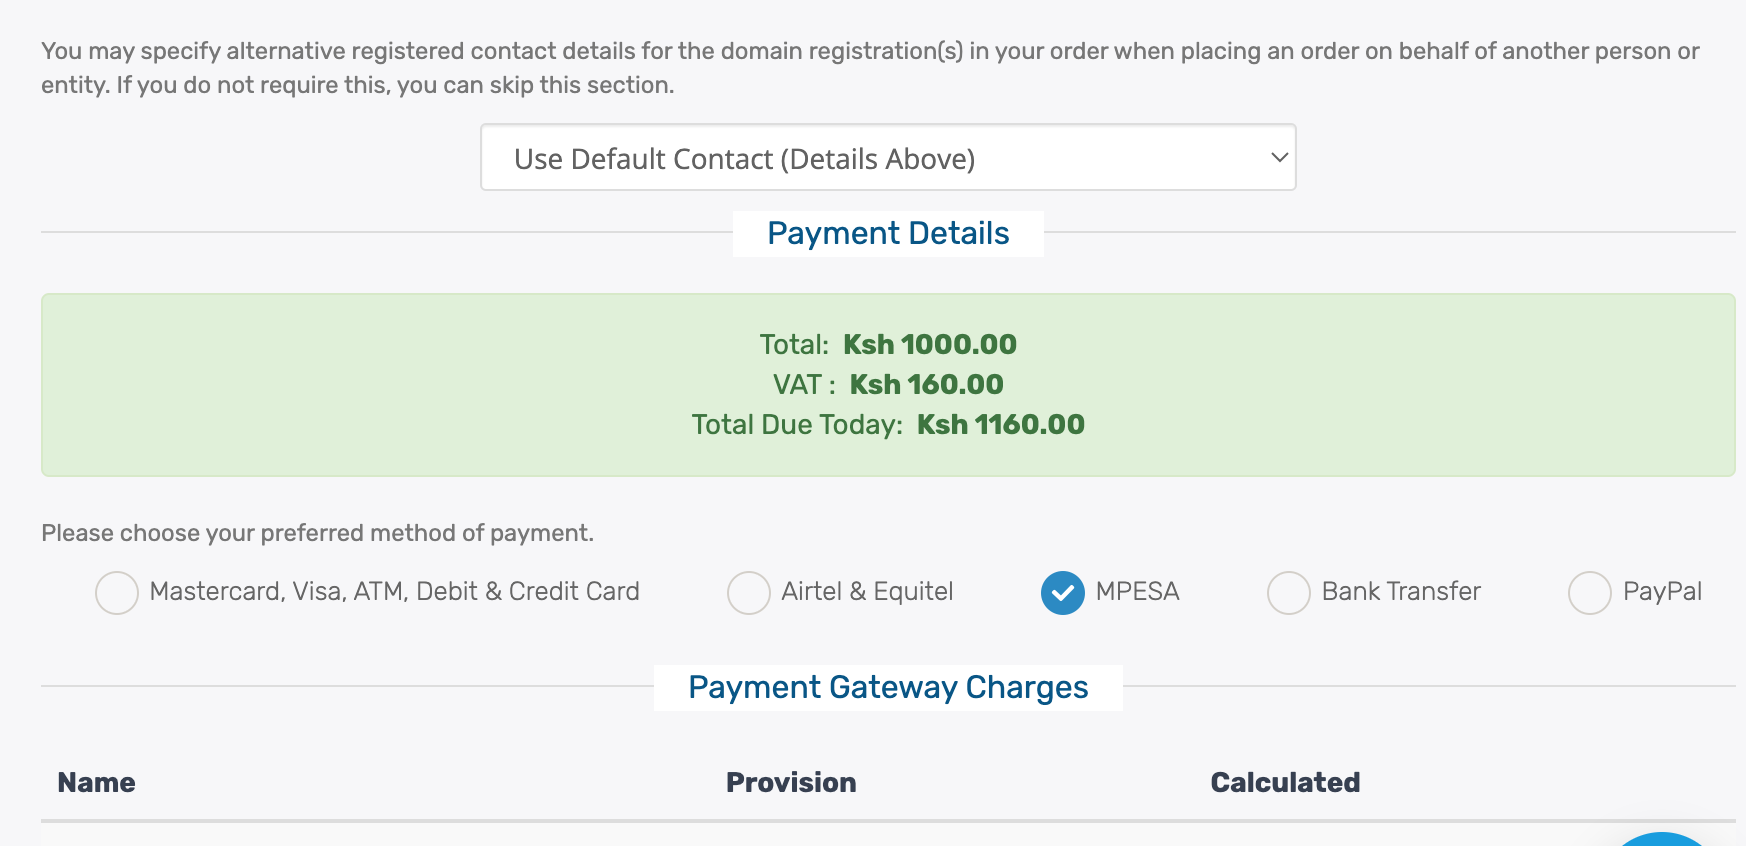 You may specify alternative registered contact details for the domain registration(s) in your order when placing an order on behalf of another person or
entity. If you do not require this, you can skip this section.
Use Default Contact (Details Above)
Payment Details
Total: Ksh 1000.00
VAT : Ksh 160.00
Total Due Today: Ksh 1160.00
Please choose your preferred method of payment.
Mastercard, Visa, ATM, Debit & Credit Card Airtel & Equitel MPESA Bank Transfer PayPal
Payment Gateway Charges
Name Provision Calculated